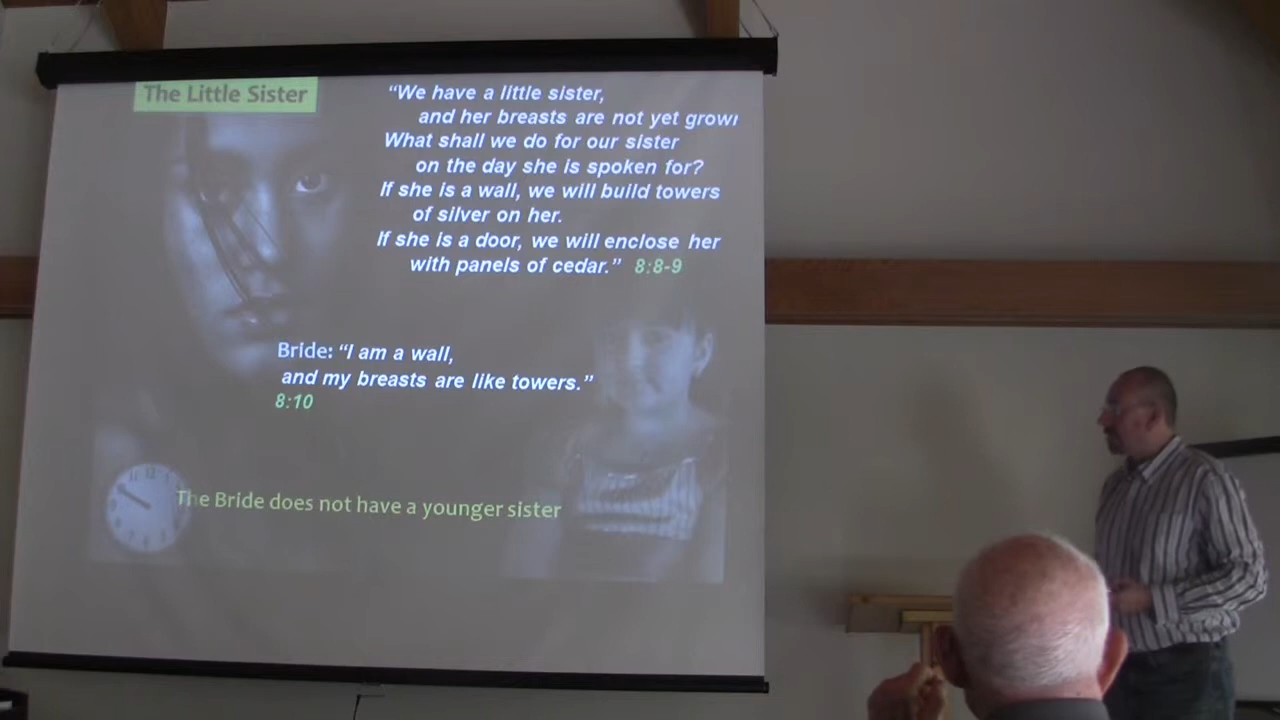 The Little Sister
“We have a little sister,
and her breasts are not yet grown
What shall we do for our sister
on the day she is spoken for?
If she is a wall, we will build towers
of silver on her.
If she is a door, we will enclose her
with panels of cedar.” 8:8-9
Bride: “I am a wall,
and my breasts are like towers.”
8:10
The Bride does not have a younger sister